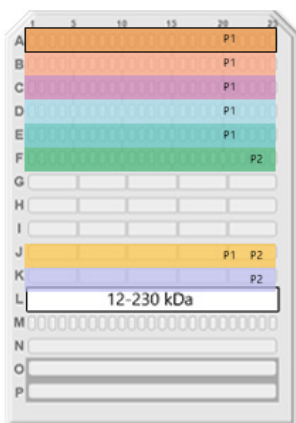 1 5 10 15 20 25
A P1
B P1
C P1
D P1
E P1
F P2
G
H
I
J P1 P2
K P2
L 12-230 kDa
M
N
O
P